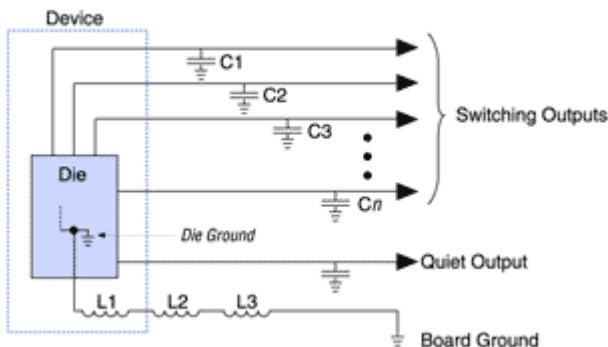 Device
C1
C2
Switching Outputs
C3
Die
Cn
Die Ground
Quiet Output
L1 L2 L3
Board Ground